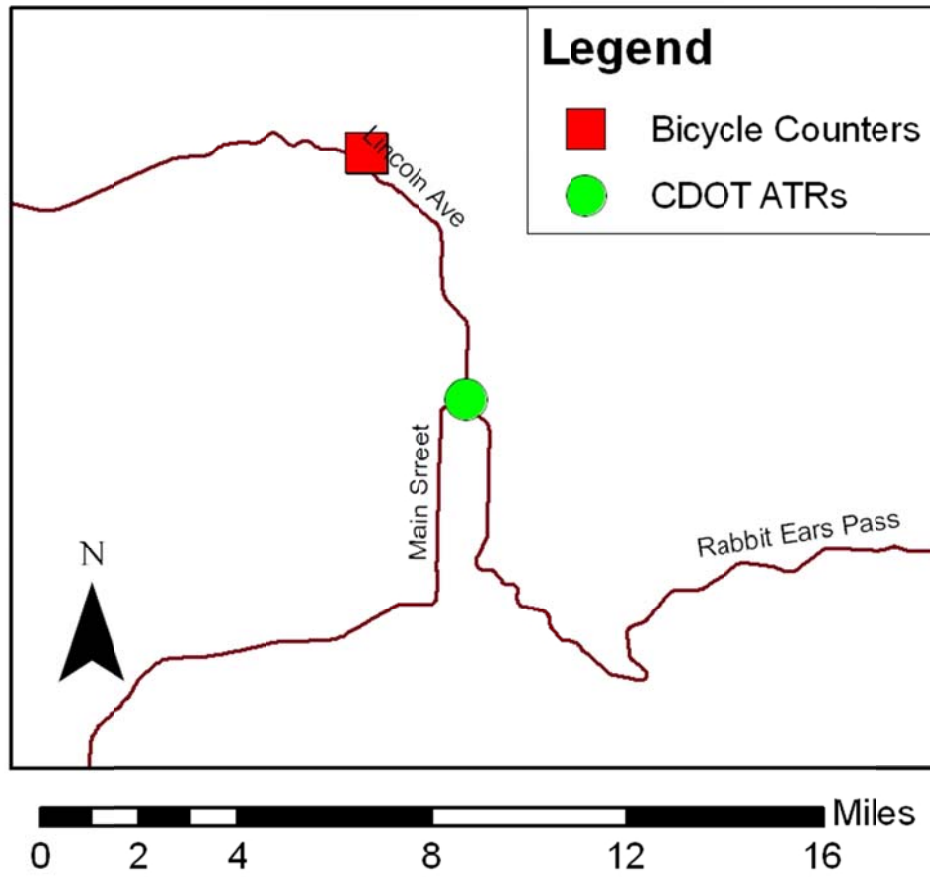 Legend
Bicycle Counters
CDOT ATRs
Lincoln Ave
Main Srreet
Rabbit Ears Pass
N
Miles
0 2 4 8 12 16